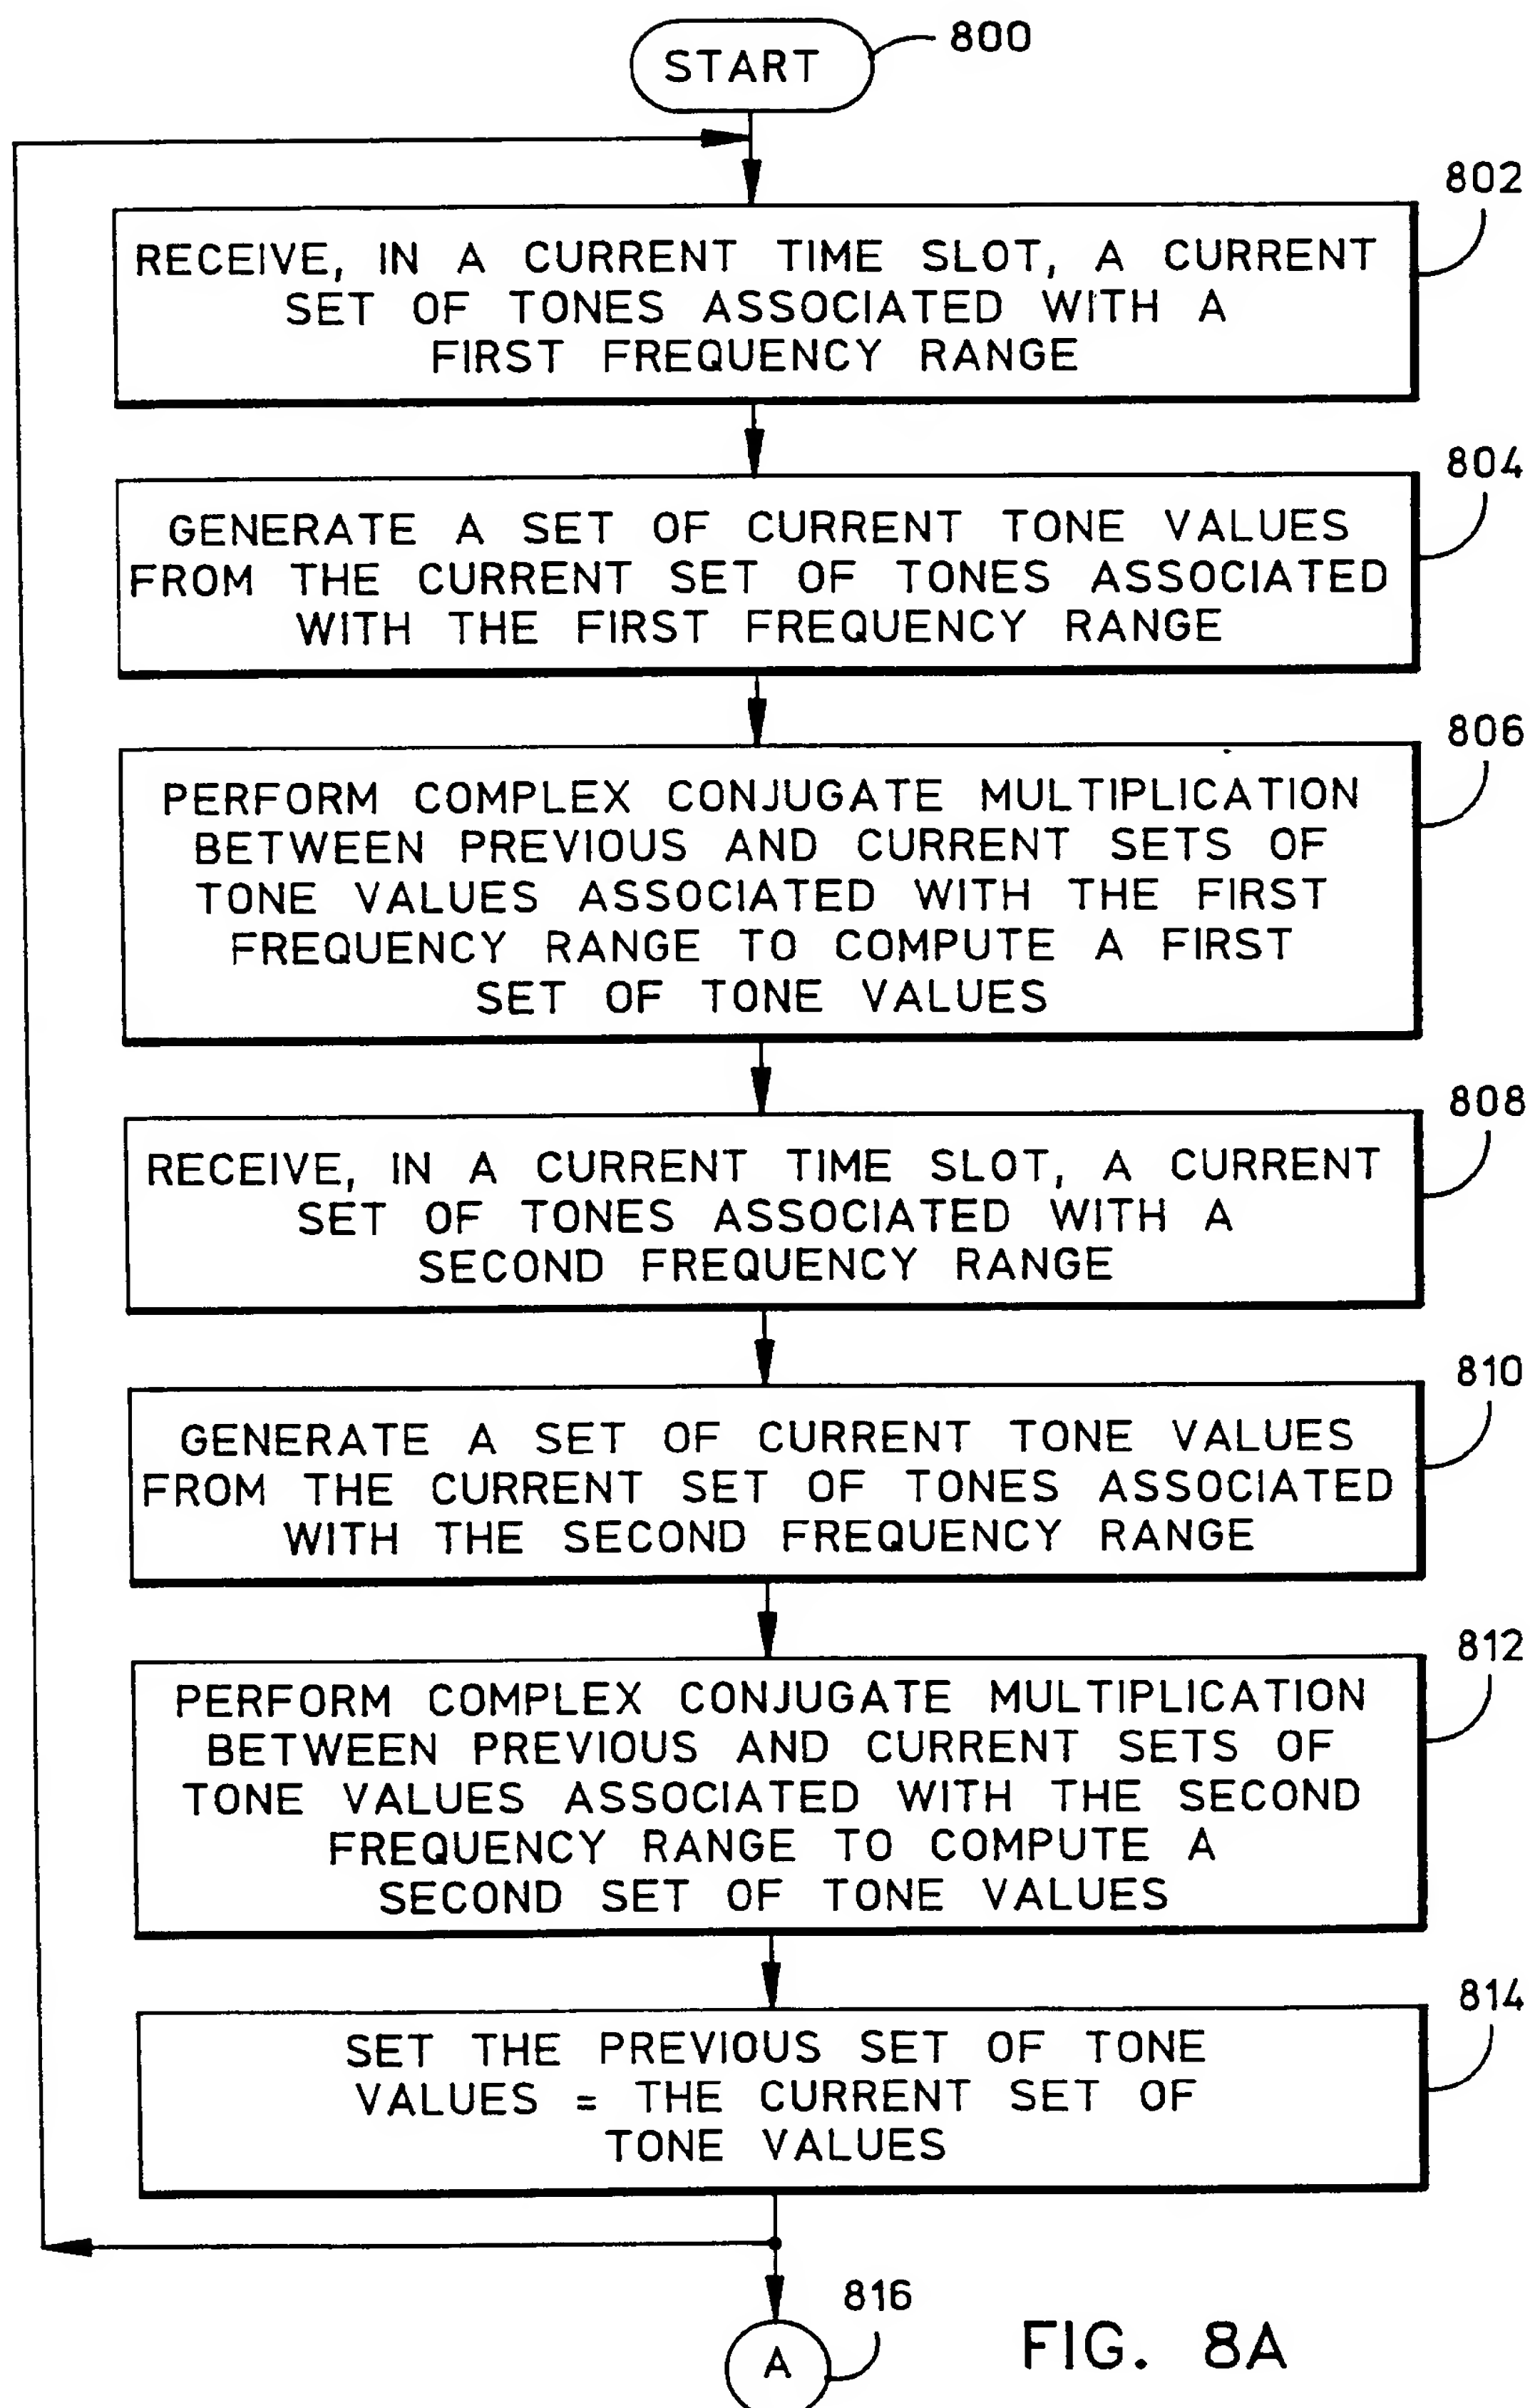 START
800
802
RECEIVE, IN A CURRENT TIME SLOT, A CURRENT
SET OF TONES ASSOCIATED WITH A
FIRST FREQUENCY RANGE
804
GENERATE A SET OF CURRENT TONE VALUES
FROM THE CURRENT SET OF TONES ASSOCIATED
WITH THE FIRST FREQUENCY RANGE
806
PERFORM COMPLEX CONJUGATE MULTIPLICATION
BETWEEN PREVIOUS AND CURRENT SETS OF
TONE VALUES ASSOCIATED WITH THE FIRST
FREQUENCY RANGE TO COMPUTE A FIRST
SET OF TONE VALUES
808
RECEIVE, IN A CURRENT TIME SLOT, A CURRENT
SET OF TONES ASSOCIATED WITH A
SECOND FREQUENCY RANGE
810
GENERATE A SET OF CURRENT TONE VALUES
FROM THE CURRENT SET OF TONES ASSOCIATED
WITH THE SECOND FREQUENCY RANGE
812
PERFORM COMPLEX CONJUGATE MULTIPLICATION
BETWEEN PREVIOUS AND CURRENT SETS OF
TONE VALUES ASSOCIATED WITH THE SECOND
FREQUENCY RANGE TO COMPUTE A
SECOND SET OF TONE VALUES
814
SET THE PREVIOUS SET OF TONE
VALUES = THE CURRENT SET OF
TONE VALUES
816
A
FIG. 8A